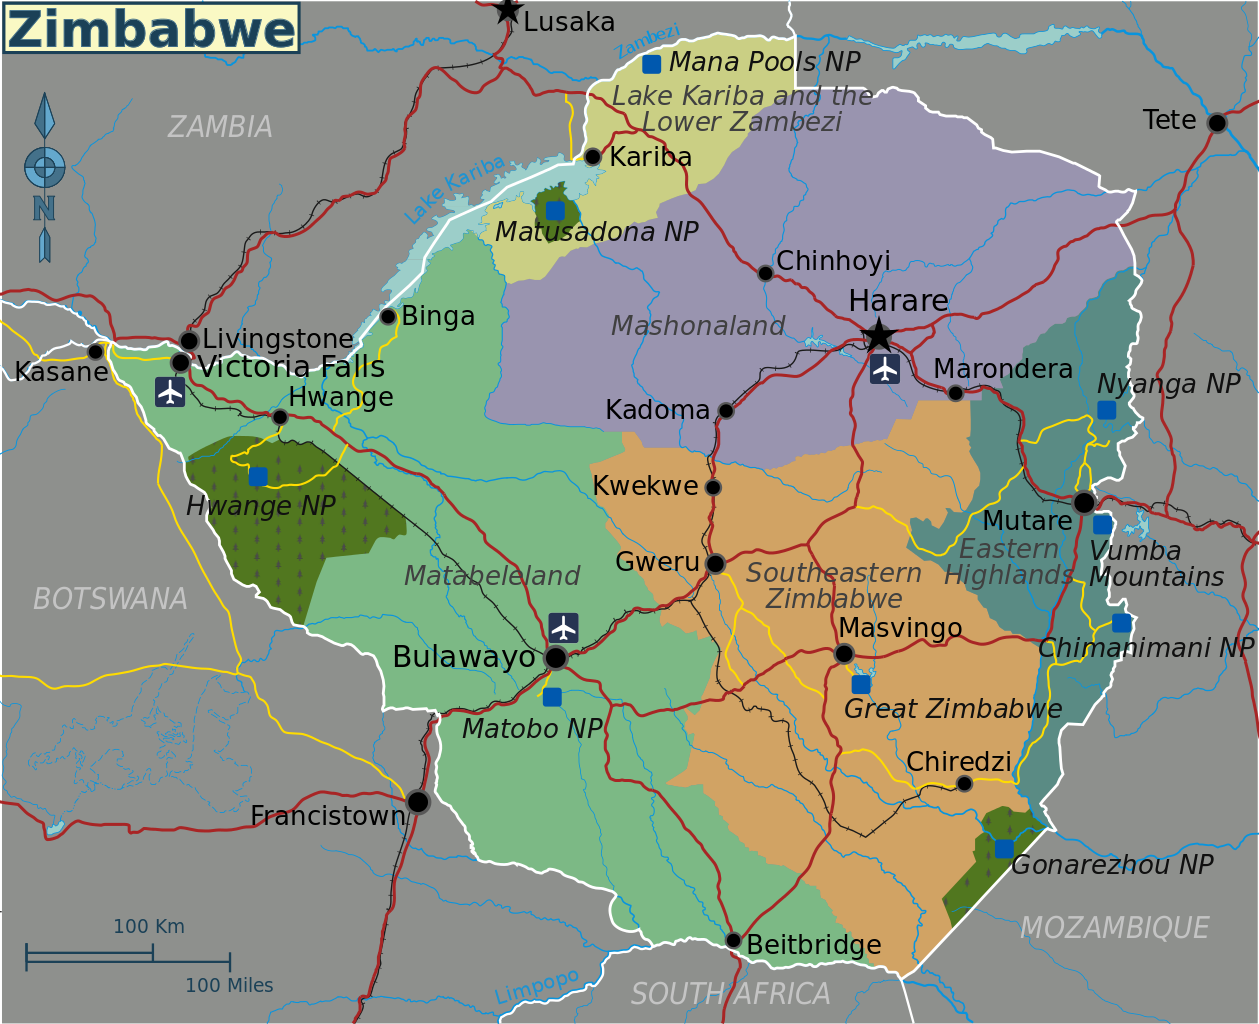 Zimbabwe
Lusaka
Zambezi
Mana Pools NP
Lake Kariba and the
Lower Zambezi
ZAMBIA
Tete
Kariba
Lake Kariba
N
Matusadona NP
Chinhoyi
Harare
Binga
Mashonaland
Livingstone
Victoria Falls
Kasane
Marondera
Nyanga NP
Hwange
Kadoma
Kwekwe
Hwange NP
Mutare
Vumba
Mountains
Eastern
Highlands
Gweru
Southeastern
Zimbabwe
Matabeleland
BOTSWANA
Masvingo
Chimanimani NP
Bulawayo
Great Zimbabwe
Matobo NP
Chiredzi
Francistown
Gonarezhou NP
MOZAMBIQUE
100 Km
100 Miles
Beitbridge
Limpopo
SOUTH AFRICA